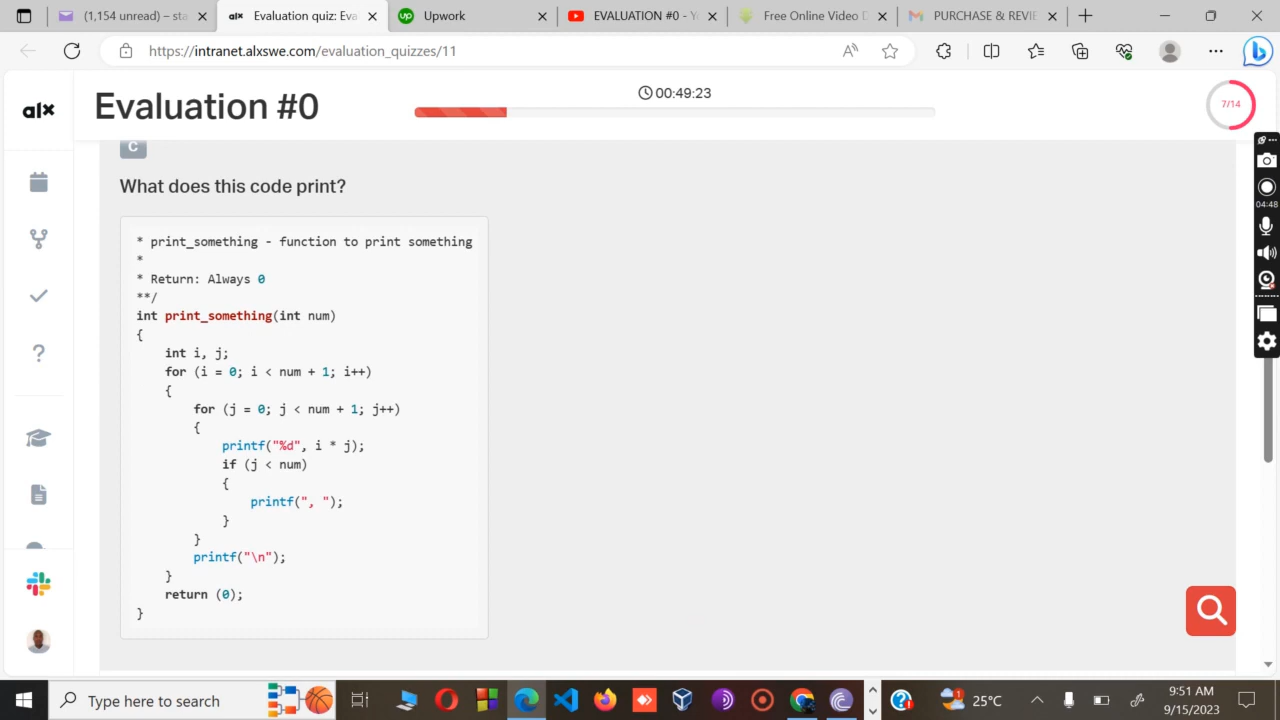 (1,154 unread) – sta
Evaluation quiz: Eva
Upwork
EVALUATION #0 - Y
Free Online Video D
PURCHASE & REVIE
https://intranet.alxswe.com/evaluation_quizzes/11
alx
Evaluation #0
00:49:23
7/14
C
What does this code print?
* print_something - function to print something
*
* Return: Always 0
**/
int print_something(int num)
{
int i, j;
for (i = 0; i < num + 1; i++)
{
for (j = 0; j < num + 1; j++)
{
printf("%d", i * j);
if (j < num)
{
printf(", ");
}
}
printf("\n");
}
return (0);
}
04:48
Type here to search
25°C
9:51 AM
9/15/2023